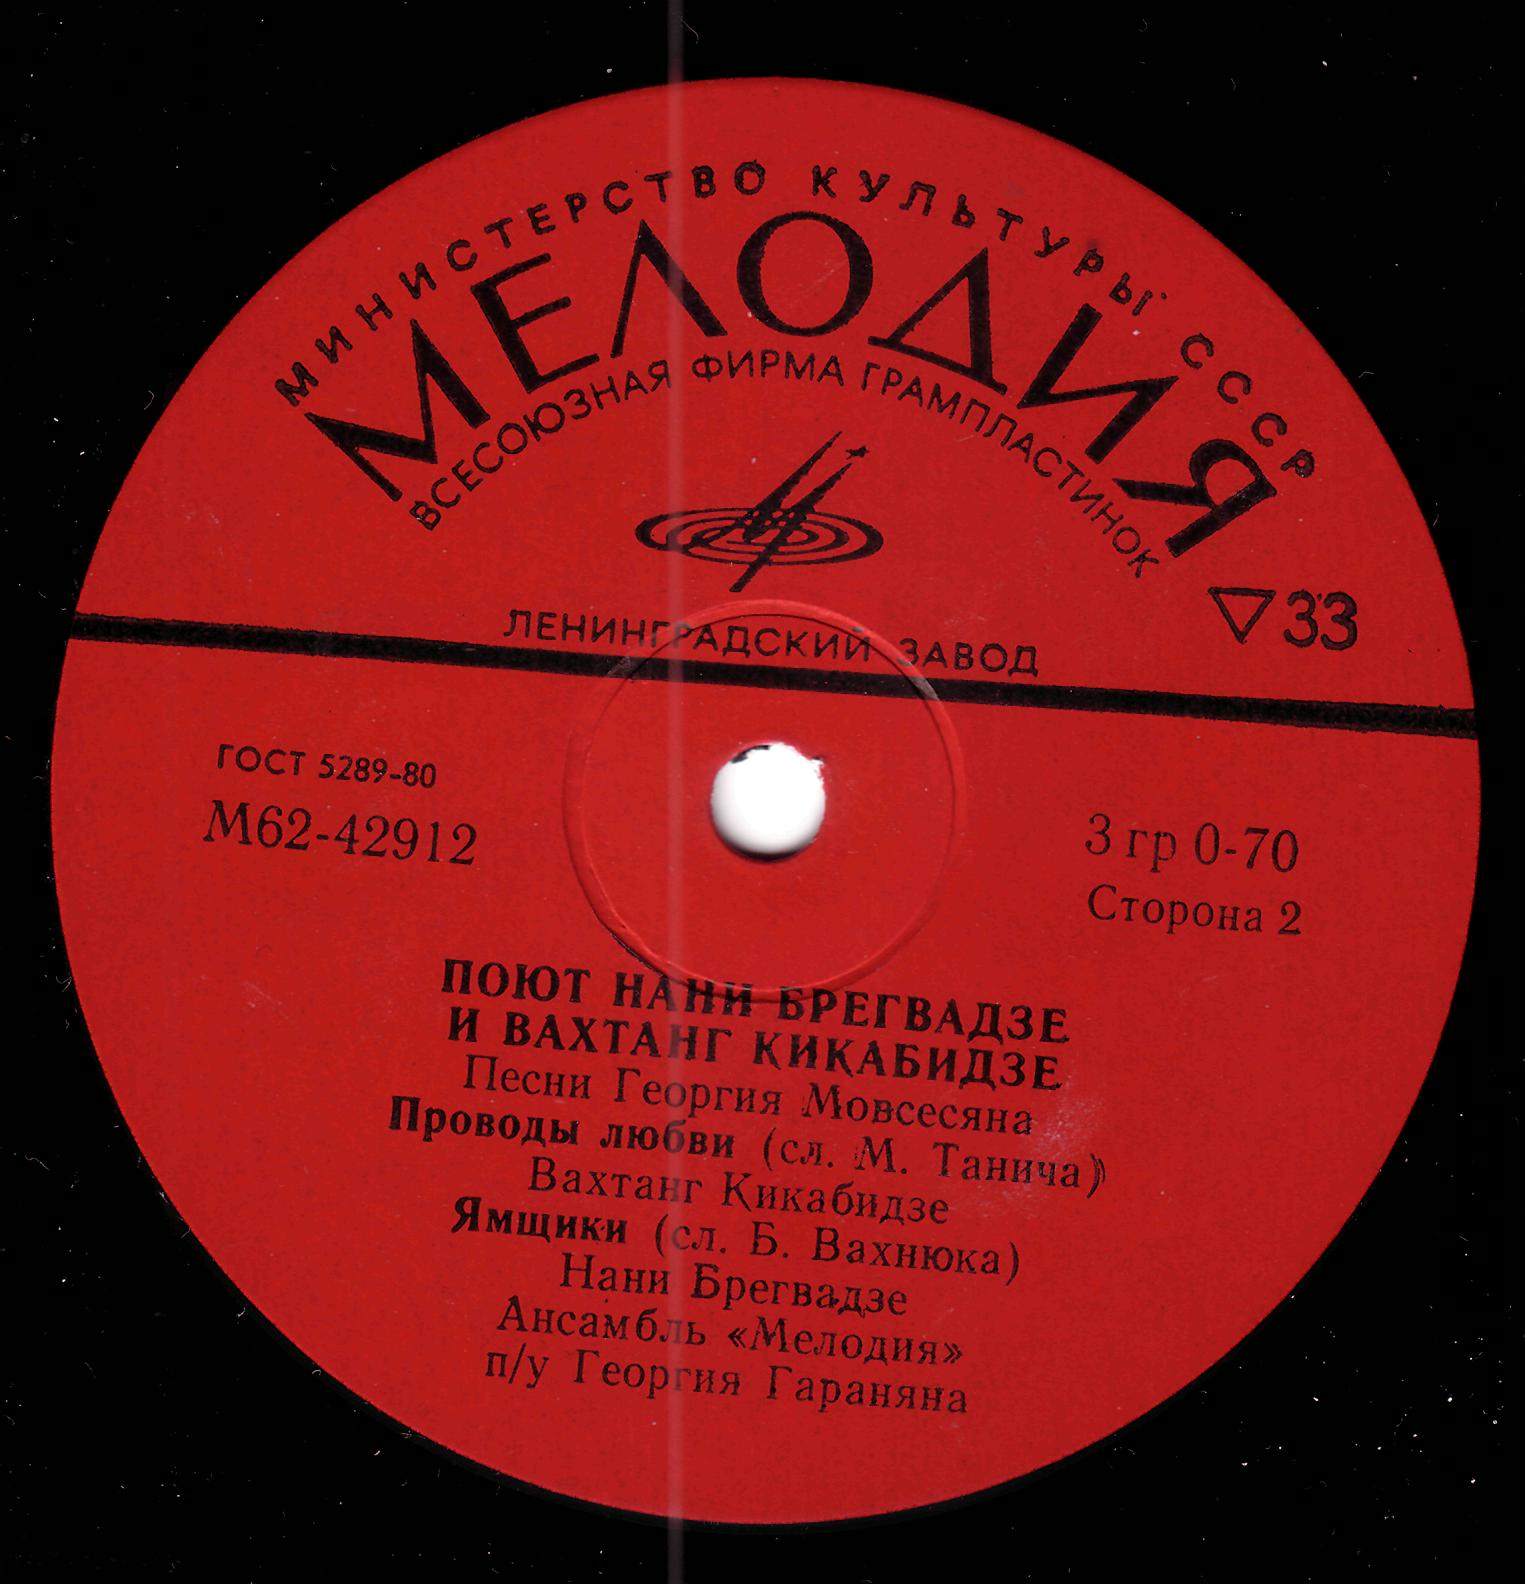 МИНИСТЕРСТВО КУЛЬТУРЫ СССР
МЕЛОДИЯ
ВСЕСОЮЗНАЯ ФИРМА ГРАМПЛАСТИНОК
▽33
ЛЕНИНГРАДСКИЙ ЗАВОД
ГОСТ 5289-80
М62-42912
3 гр 0-70
Сторона 2
ПОЮТ НАНИ БРЕГВАДЗЕ
И ВАХТАНГ КИКАБИДЗЕ
Песни Георгия Мовсесяна
Проводы любви (сл. М. Танича)
Вахтанг Кикабидзе
Ямщики (сл. Б. Вахнюка)
Нани Брегвадзе
Ансамбль «Мелодия»
п/у Георгия Гараняна